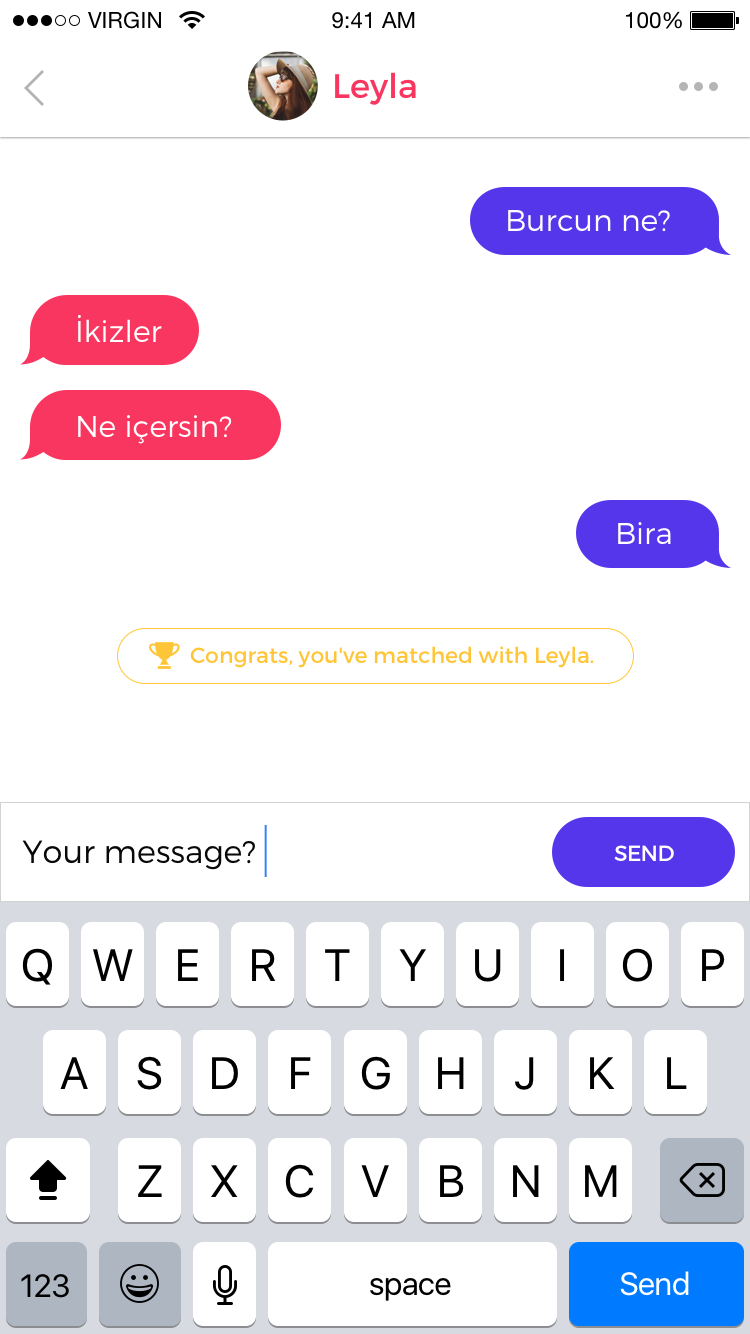 VIRGIN 9:41 AM 100%
Leyla
Burcun ne?
İkizler
Ne içersin?
Bira
Congrats, you've matched with Leyla.
Your message? SEND
Q W E R T Y U I O P
A S D F G H J K L
Z X C V B N M
123 space Send